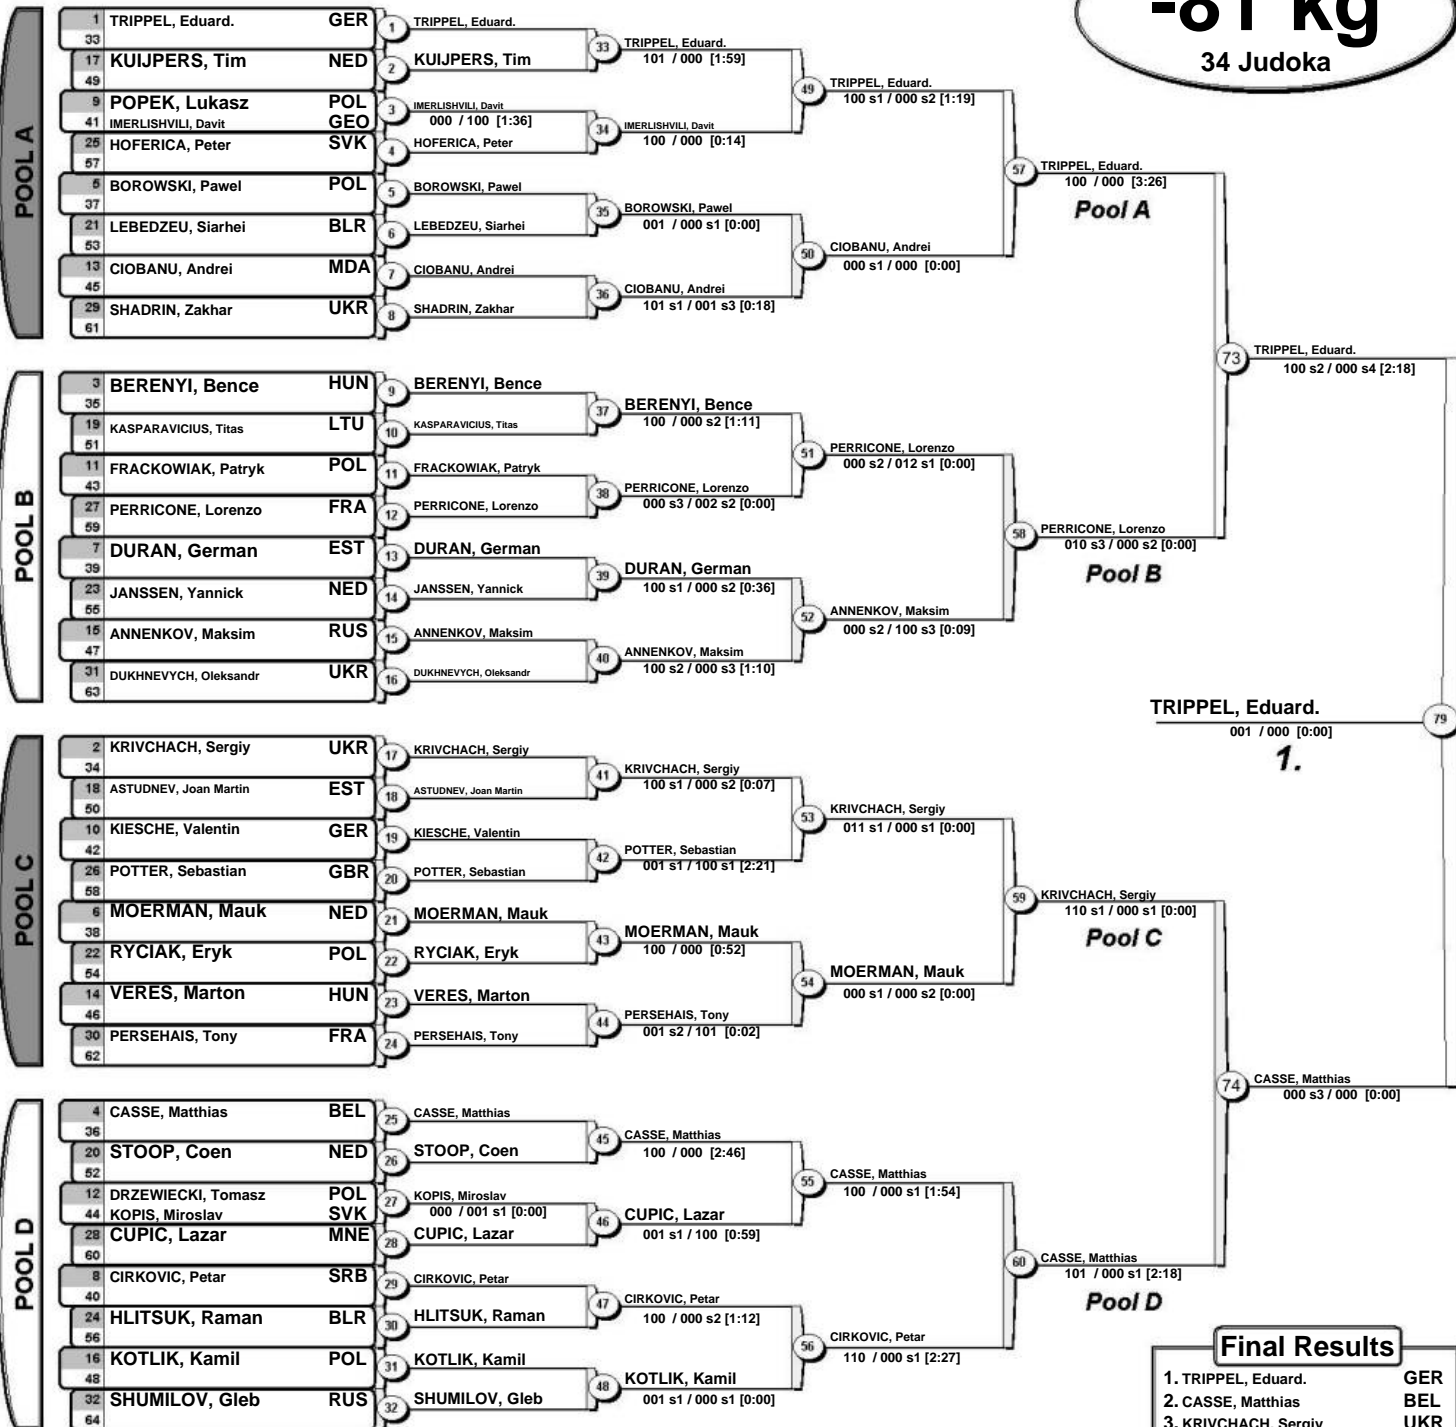 -81 kg
34 Judoka
POOL A
1 TRIPPEL, Eduard. GER
33
17 KUIJPERS, Tim NED
49
9 POPEK, Lukasz POL
41 IMERLISHVILI, Davit GEO
25 HOFERICA, Peter SVK
57
5 BOROWSKI, Pawel POL
37
21 LEBEDZEU, Siarhei BLR
53
13 CIOBANU, Andrei MDA
45
29 SHADRIN, Zakhar UKR
61
1 TRIPPEL, Eduard.
2 KUIJPERS, Tim
3 IMERLISHVILI, Davit
000 / 100 [1:36]
4 HOFERICA, Peter
5 BOROWSKI, Pawel
6 LEBEDZEU, Siarhei
7 CIOBANU, Andrei
8 SHADRIN, Zakhar
33 TRIPPEL, Eduard.
101 / 000 [1:59]
34 IMERLISHVILI, Davit
100 / 000 [0:14]
35 BOROWSKI, Pawel
001 / 000 s1 [0:00]
36 CIOBANU, Andrei
101 s1 / 001 s3 [0:18]
49 TRIPPEL, Eduard.
100 s1 / 000 s2 [1:19]
50 CIOBANU, Andrei
000 s1 / 000 [0:00]
57 TRIPPEL, Eduard.
100 / 000 [3:26]
Pool A
POOL B
3 BERENYI, Bence HUN
35
19 KASPARAVICIUS, Titas LTU
51
11 FRACKOWIAK, Patryk POL
43
27 PERRICONE, Lorenzo FRA
59
7 DURAN, German EST
39
23 JANSSEN, Yannick NED
55
15 ANNENKOV, Maksim RUS
47
31 DUKHNEVYCH, Oleksandr UKR
63
9 BERENYI, Bence
10 KASPARAVICIUS, Titas
11 FRACKOWIAK, Patryk
12 PERRICONE, Lorenzo
13 DURAN, German
14 JANSSEN, Yannick
15 ANNENKOV, Maksim
16 DUKHNEVYCH, Oleksandr
37 BERENYI, Bence
100 / 000 s2 [1:11]
38 PERRICONE, Lorenzo
000 s3 / 002 s2 [0:00]
39 DURAN, German
100 s1 / 000 s2 [0:36]
40 ANNENKOV, Maksim
100 s2 / 000 s3 [1:10]
51 PERRICONE, Lorenzo
000 s2 / 012 s1 [0:00]
52 ANNENKOV, Maksim
000 s2 / 100 s3 [0:09]
58 PERRICONE, Lorenzo
010 s3 / 000 s2 [0:00]
Pool B
73 TRIPPEL, Eduard.
100 s2 / 000 s4 [2:18]
TRIPPEL, Eduard. 79
001 / 000 [0:00]
1.
POOL C
2 KRIVCHACH, Sergiy UKR
34
18 ASTUDNEV, Joan Martin EST
50
10 KIESCHE, Valentin GER
42
26 POTTER, Sebastian GBR
58
6 MOERMAN, Mauk NED
38
22 RYCIAK, Eryk POL
54
14 VERES, Marton HUN
46
30 PERSEHAIS, Tony FRA
62
17 KRIVCHACH, Sergiy
18 ASTUDNEV, Joan Martin
19 KIESCHE, Valentin
20 POTTER, Sebastian
21 MOERMAN, Mauk
22 RYCIAK, Eryk
23 VERES, Marton
24 PERSEHAIS, Tony
41 KRIVCHACH, Sergiy
100 s1 / 000 s2 [0:07]
42 POTTER, Sebastian
001 s1 / 100 s1 [2:21]
43 MOERMAN, Mauk
100 / 000 [0:52]
44 PERSEHAIS, Tony
001 s2 / 101 [0:02]
53 KRIVCHACH, Sergiy
011 s1 / 000 s1 [0:00]
54 MOERMAN, Mauk
000 s1 / 000 s2 [0:00]
59 KRIVCHACH, Sergiy
110 s1 / 000 s1 [0:00]
Pool C
POOL D
4 CASSE, Matthias BEL
36
20 STOOP, Coen NED
52
12 DRZEWIECKI, Tomasz POL
44 KOPIS, Miroslav SVK
28 CUPIC, Lazar MNE
60
8 CIRKOVIC, Petar SRB
40
24 HLITSUK, Raman BLR
56
16 KOTLIK, Kamil POL
48
32 SHUMILOV, Gleb RUS
64
25 CASSE, Matthias
26 STOOP, Coen
27 KOPIS, Miroslav
000 / 001 s1 [0:00]
28 CUPIC, Lazar
29 CIRKOVIC, Petar
30 HLITSUK, Raman
31 KOTLIK, Kamil
32 SHUMILOV, Gleb
45 CASSE, Matthias
100 / 000 [2:46]
46 CUPIC, Lazar
001 s1 / 100 [0:59]
47 CIRKOVIC, Petar
100 / 000 s2 [1:12]
48 KOTLIK, Kamil
001 s1 / 000 s1 [0:00]
55 CASSE, Matthias
100 / 000 s1 [1:54]
56 CIRKOVIC, Petar
110 / 000 s1 [2:27]
60 CASSE, Matthias
101 / 000 s1 [2:18]
Pool D
74 CASSE, Matthias
000 s3 / 000 [0:00]
Final Results
1. TRIPPEL, Eduard. GER
2. CASSE, Matthias BEL
3. KRIVCHACH, Sergiy UKR